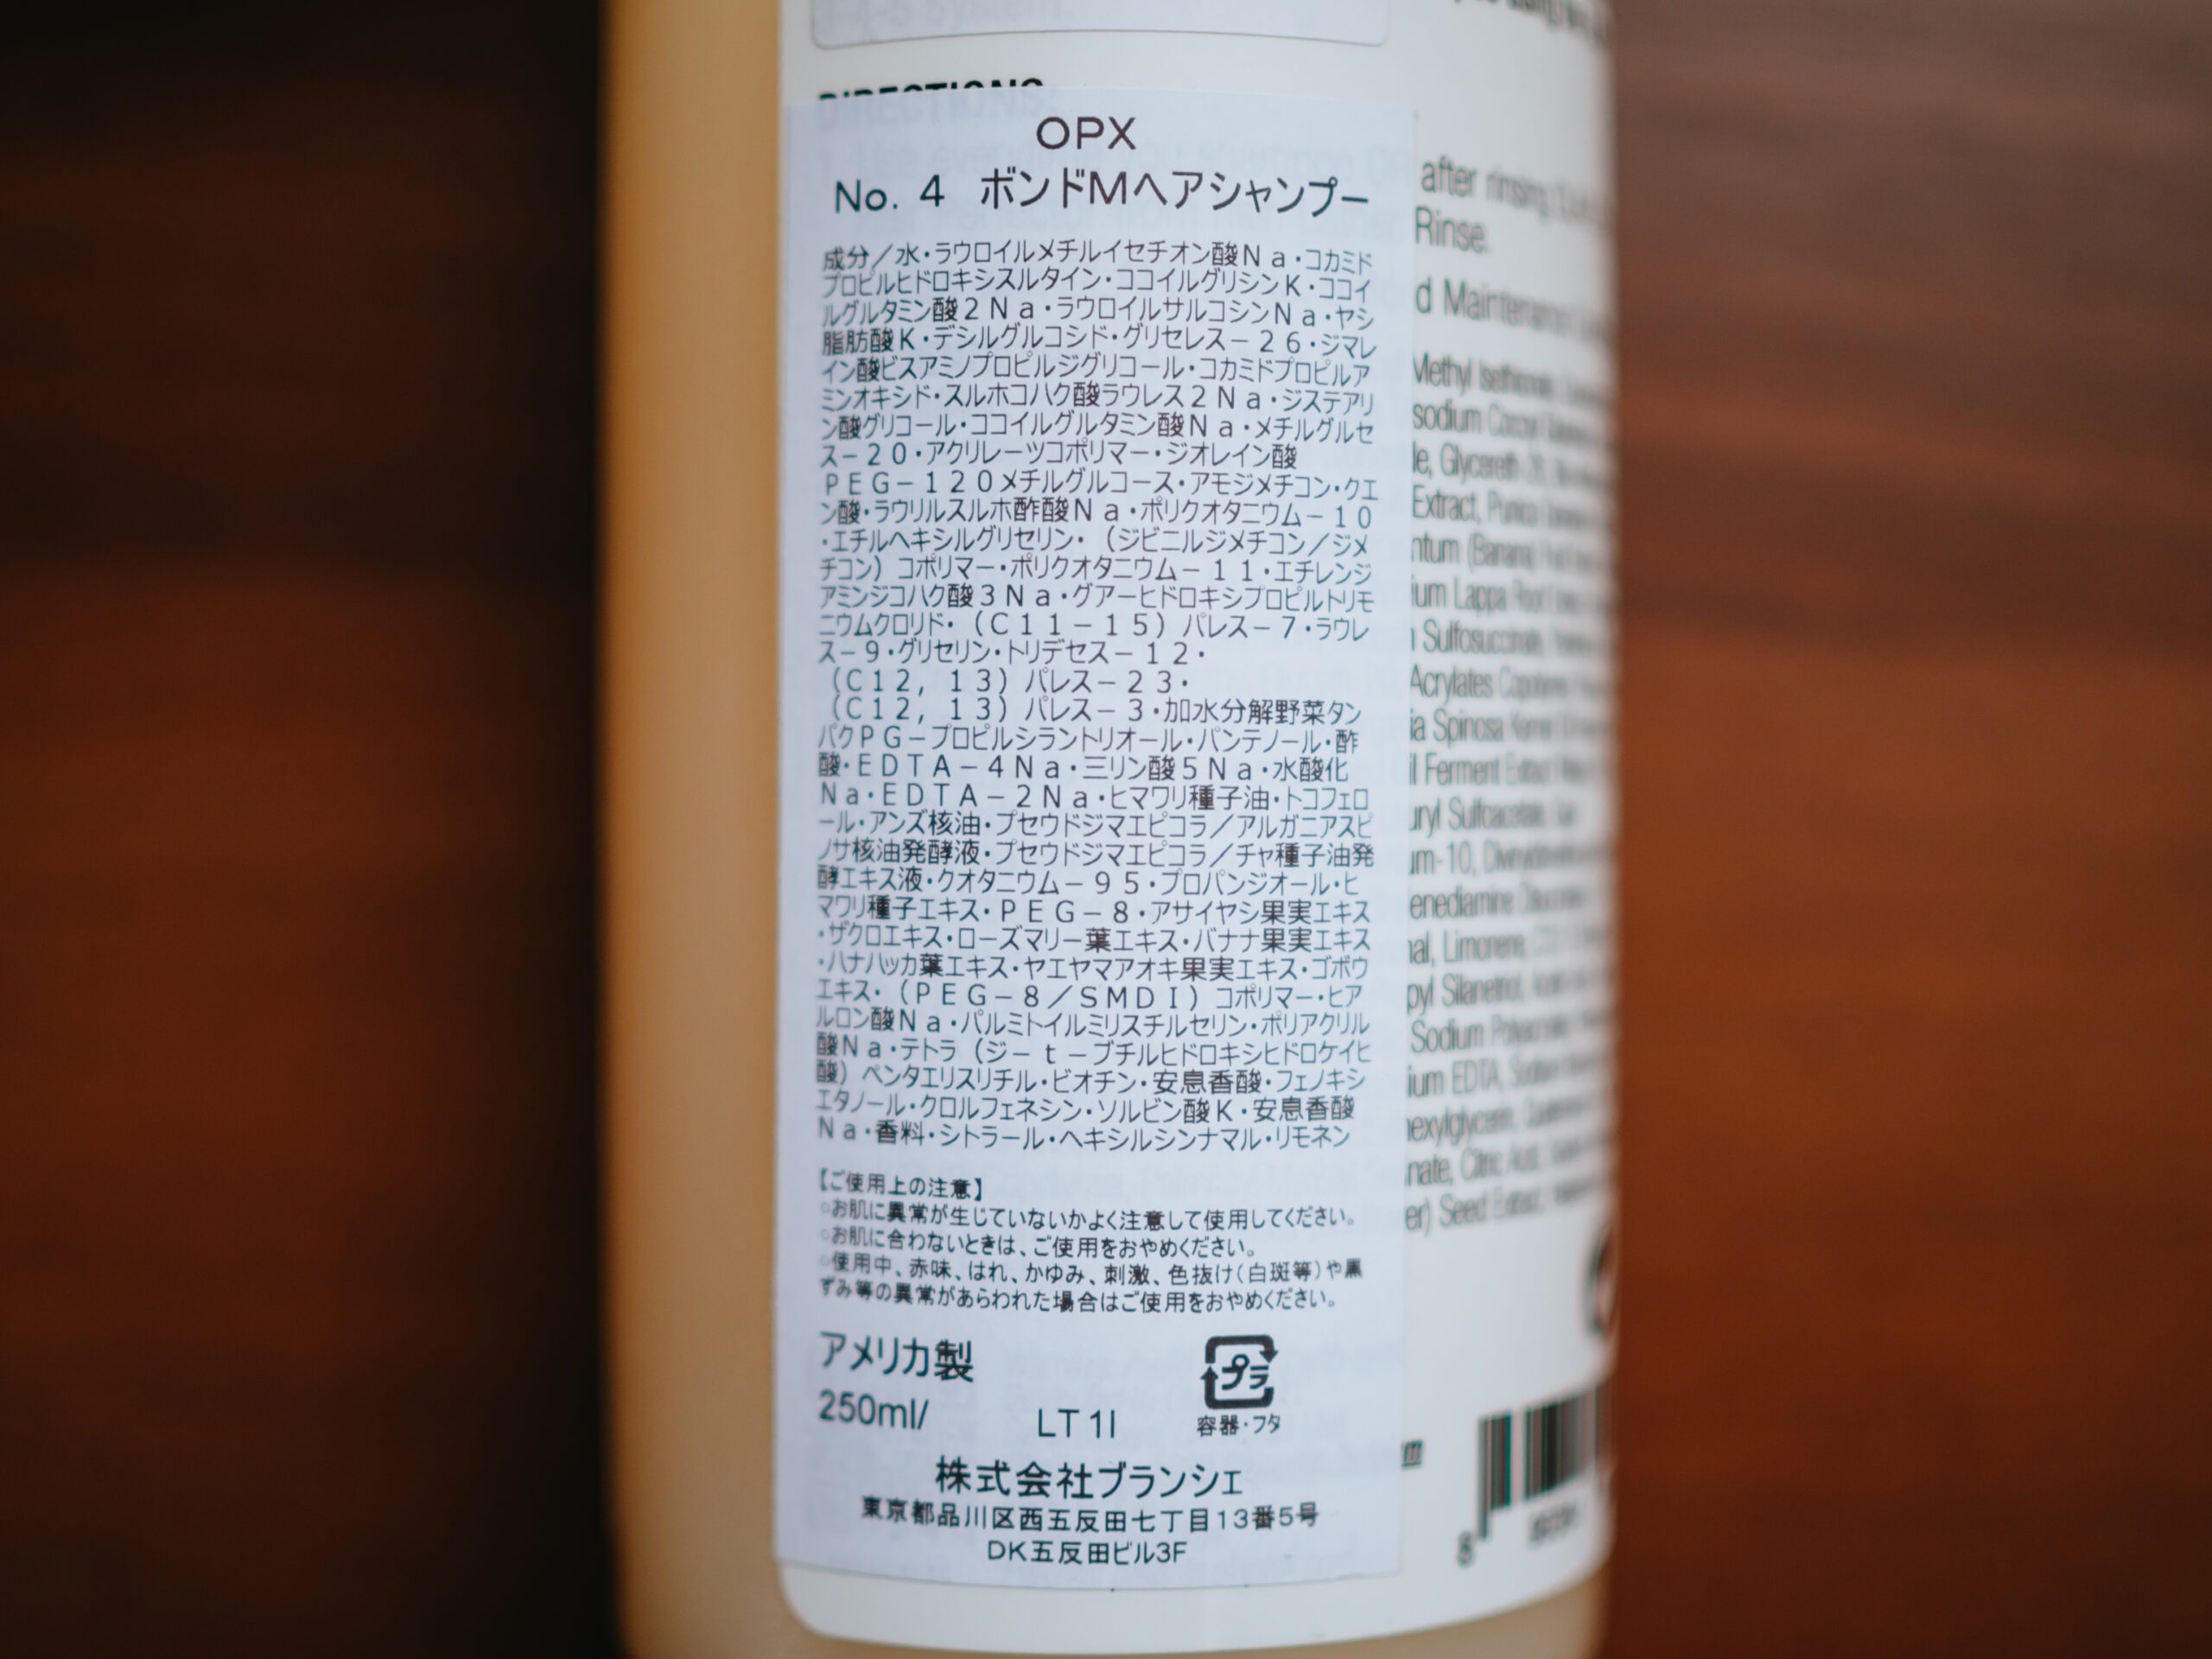 3-4-5 System.
DIRECTIONS:
OPX
No. 4 ボンドMヘアシャンプー
成分／水・ラウロイルメチルイセチオン酸Ｎａ・コカミド
プロピルヒドロキシスルタイン・ココイルグリシンＫ・ココイ
ルグルタミン酸２Ｎａ・ラウロイルサルコシンＮａ・ヤシ
脂肪酸Ｋ・デシルグルコシド・グリセレス－２６・ジマレ
イン酸ビスアミノプロピルジグリコール・コカミドプロピルア
ミンオキシド・スルホコハク酸ラウレス２Ｎａ・ジステアリ
ン酸グリコール・ココイルグルタミン酸Ｎａ・メチルグルセ
ス－２０・アクリレーツコポリマー・ジオレイン酸
ＰＥＧ－１２０メチルグルコース・アモジメチコン・クエ
ン酸・ラウリルスルホ酢酸Ｎａ・ポリクオタニウム－１０
・エチルヘキシルグリセリン・（ジビニルジメチコン／ジメ
チコン）コポリマー・ポリクオタニウム－１１・エチレンジ
アミンジコハク酸３Ｎａ・グアーヒドロキシプロピルトリモ
ニウムクロリド・（Ｃ１１－１５）パレス－７・ラウレ
ス－９・グリセリン・トリデセス－１２・
（Ｃ１２，１３）パレス－２３・
（Ｃ１２，１３）パレス－３・加水分解野菜タン
パクＰＧ－プロピルシラントリオール・パンテノール・酢
酸・ＥＤＴＡ－４Ｎａ・三リン酸５Ｎａ・水酸化
Ｎａ・ＥＤＴＡ－２Ｎａ・ヒマワリ種子油・トコフェロ
ール・アンズ核油・プセウドジマエピコラ／アルガニアスピ
ノサ核油発酵液・プセウドジマエピコラ／チャ種子油発
酵エキス液・クオタニウム－９５・プロパンジオール・ヒ
マワリ種子エキス・ＰＥＧ－８・アサイヤシ果実エキス
・ザクロエキス・ローズマリー葉エキス・バナナ果実エキス
・ハナハッカ葉エキス・ヤエヤマアオキ果実エキス・ゴボウ
エキス・（ＰＥＧ－８／ＳＭＤＩ）コポリマー・ヒア
ルロン酸Ｎａ・パルミトイルミリスチルセリン・ポリアクリル
酸Ｎａ・テトラ（ジ－ｔ－ブチルヒドロキシヒドロケイヒ
酸）ペンタエリスリチル・ビオチン・安息香酸・フェノキシ
エタノール・クロルフェネシン・ソルビン酸Ｋ・安息香酸
Ｎａ・香料・シトラール・ヘキシルシンナマル・リモネン
【ご使用上の注意】
○お肌に異常が生じていないかよく注意して使用してください。
○お肌に合わないときは、ご使用をおやめください。
○使用中、赤味、はれ、かゆみ、刺激、色抜け（白斑等）や黒
ずみ等の異常があらわれた場合はご使用をおやめください。
アメリカ製
250ml/
LT1I
プラ
容器・フタ
株式会社ブランシェ
東京都品川区西五反田七丁目13番5号
DK五反田ビル3F
after rinsing
Rinse.
d Maintenance
Methyl Isethionate,
sodium Cocoyl
le, Glycereth-26,
Extract, Punica
ntum (Banana) Fruit
ium Lappa Root
n Sulfosuccinate,
Acrylates Copolymer,
ia Spinosa Kernel
il Ferment Extract
uryl Sulfoacetate,
um-10,
enediamine
nal, Limonene,
pyl Silanetriol,
Sodium
ium EDTA,
hexylglycerin,
nate, Citric Acid,
er) Seed Extract,
m
8